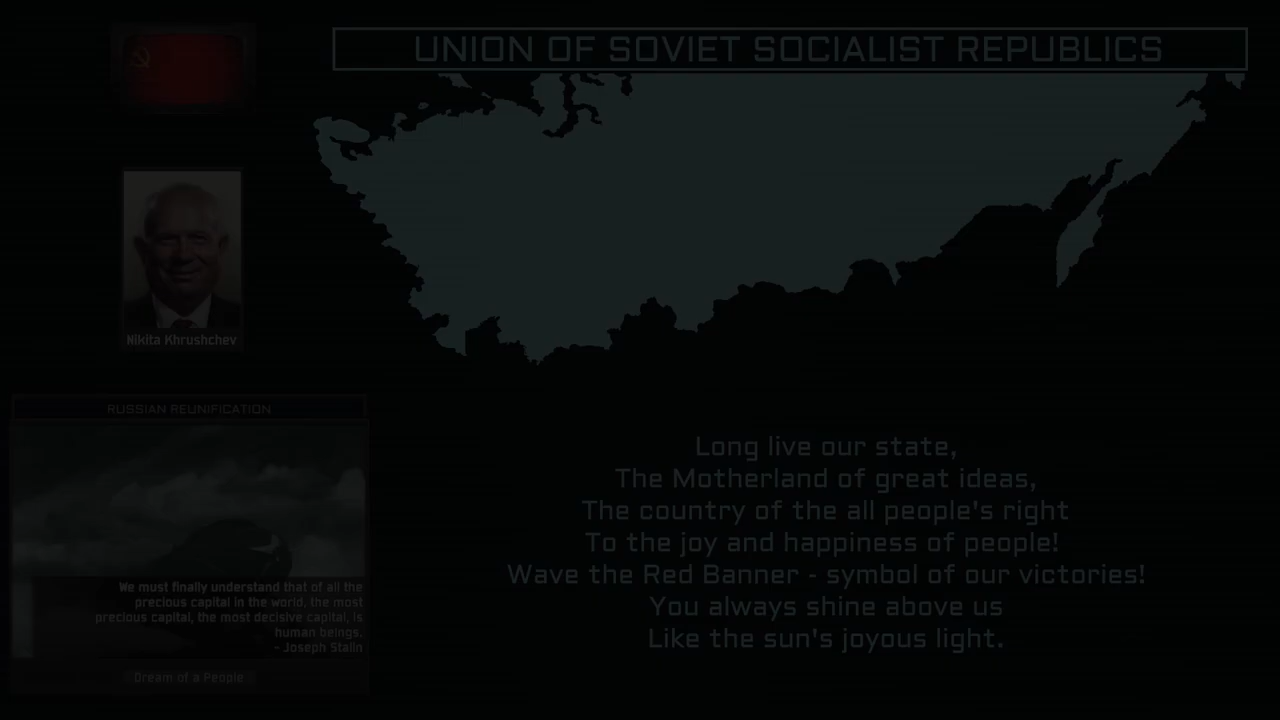 UNION OF SOVIET SOCIALIST REPUBLICS
Nikita Khrushchev
RUSSIAN REUNIFICATION
We must finally understand that of all the
precious capital in the world, the most
precious capital, the most decisive capital, is
human beings.
- Joseph Stalin
Dream of a People
Long live our state,
The Motherland of great ideas,
The country of the all people's right
To the joy and happiness of people!
Wave the Red Banner - symbol of our victories!
You always shine above us
Like the sun's joyous light.